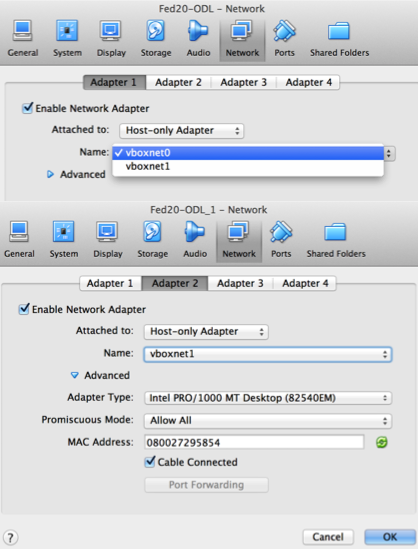 Fed20-ODL - Network
General System Display Storage Audio Network Ports Shared Folders
Adapter 1 Adapter 2 Adapter 3 Adapter 4
Enable Network Adapter
Attached to: Host-only Adapter
Name: vboxnet0
vboxnet1
Advanced
Fed20-ODL_1 - Network
General System Display Storage Audio Network Ports Shared Folders
Adapter 1 Adapter 2 Adapter 3 Adapter 4
Enable Network Adapter
Attached to: Host-only Adapter
Name: vboxnet1
Advanced
Adapter Type: Intel PRO/1000 MT Desktop (82540EM)
Promiscuous Mode: Allow All
MAC Address: 080027295854
Cable Connected
Port Forwarding
? Cancel OK